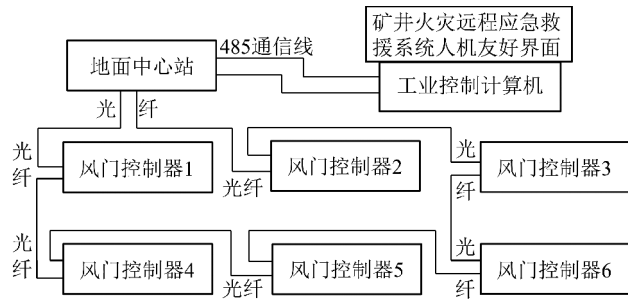 矿井火灾远程应急救
援系统人机友好界面
485通信线
地面中心站
工业控制计算机
光纤
光纤
风门控制器1
风门控制器2
光
风门控制器3
光纤
纤
光
光
风门控制器4
纤
光纤
风门控制器5
光纤
风门控制器6